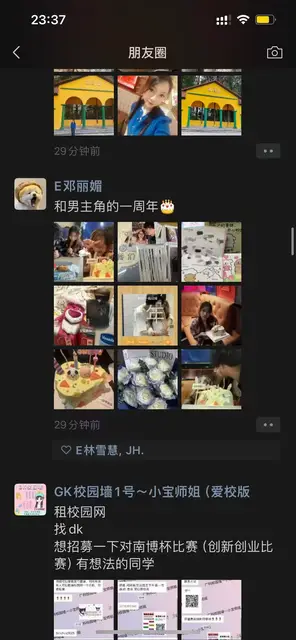 23:37
朋友圈
29分钟前
E邓丽媚
和男主角的一周年🎂
29分钟前
E林雪慧, JH.
GK校园墙1号～小宝师姐 (爱校版
租校园网
找dk
想招募一下对南博杯比赛 (创新创业比
赛) 有想法的同学